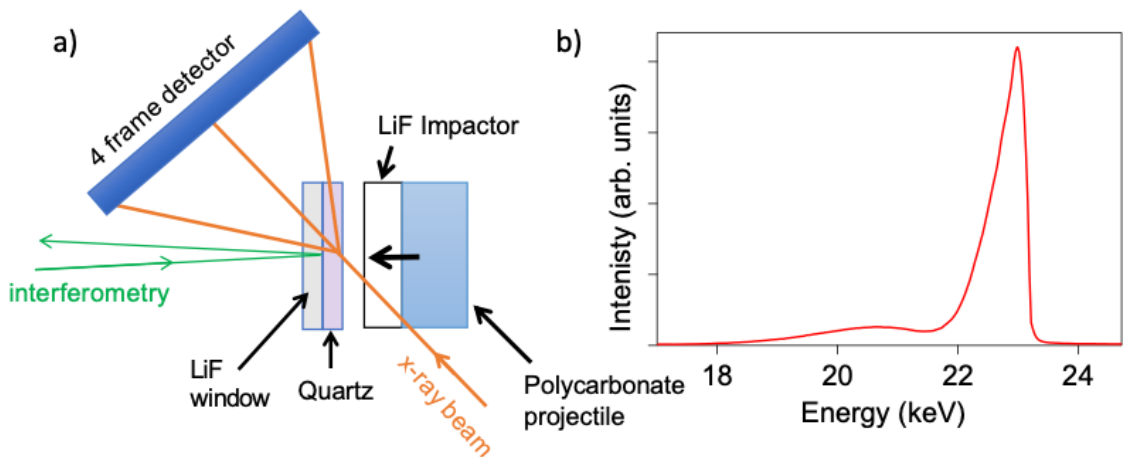 a)
4 frame detector
LiF Impactor
interferometry
LiF
window
Quartz
x-ray beam
Polycarbonate
projectile
b)
Intenisty (arb. units)
18
20
22
24
Energy (keV)